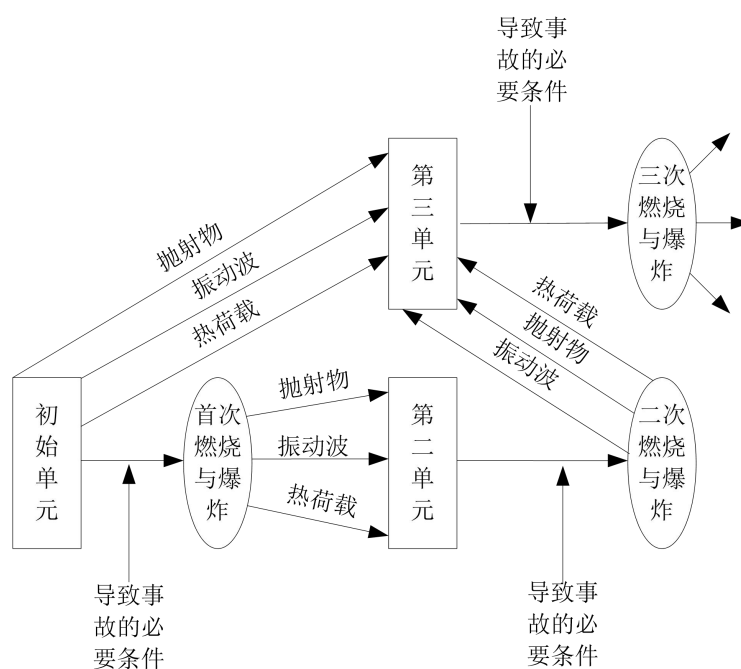 导致事
故的必
要条件
第三单元
三次
燃烧
与爆
炸
抛射物
振动波
热荷载
热荷载
抛射物
振动波
初始单元
首次
燃烧
与爆
炸
抛射物
振动波
热荷载
第二单元
二次
燃烧
与爆
炸
导致事
故的必
要条件
导致事
故的必
要条件